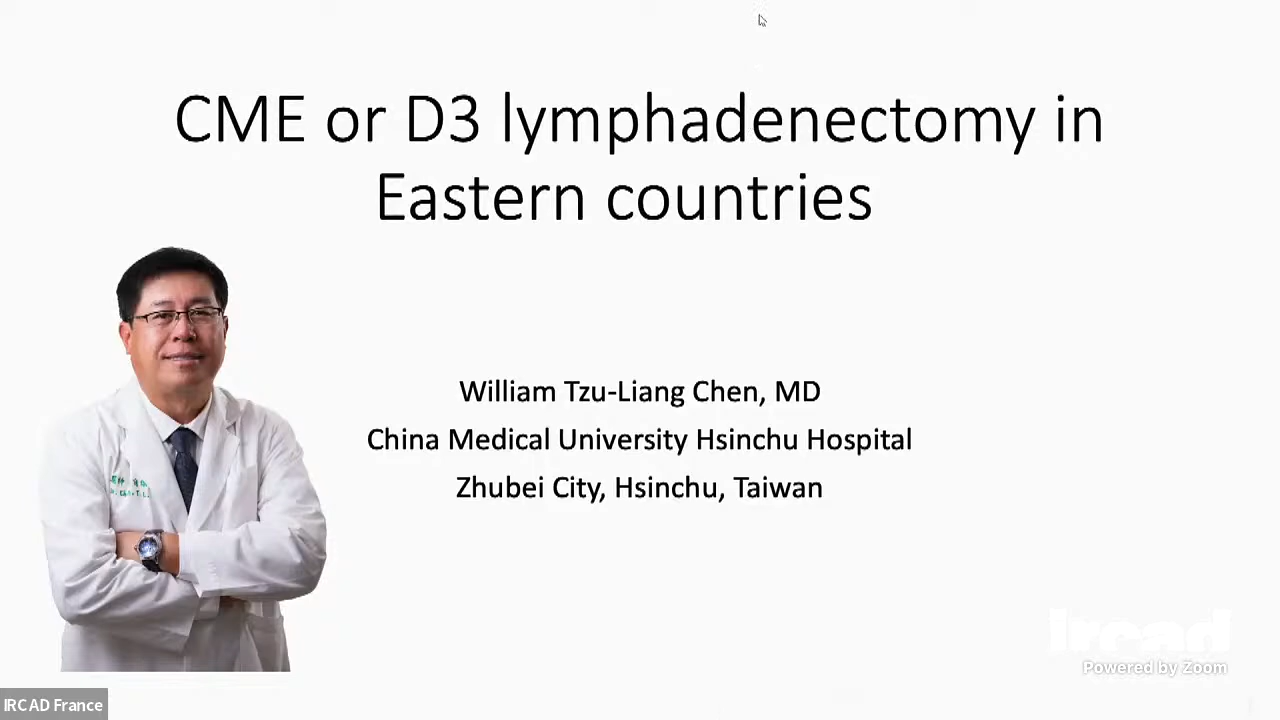 CME or D3 lymphadenectomy in
Eastern countries
William Tzu-Liang Chen, MD
China Medical University Hsinchu Hospital
Zhubei City, Hsinchu, Taiwan
ircad
Powered by Zoom
IRCAD France